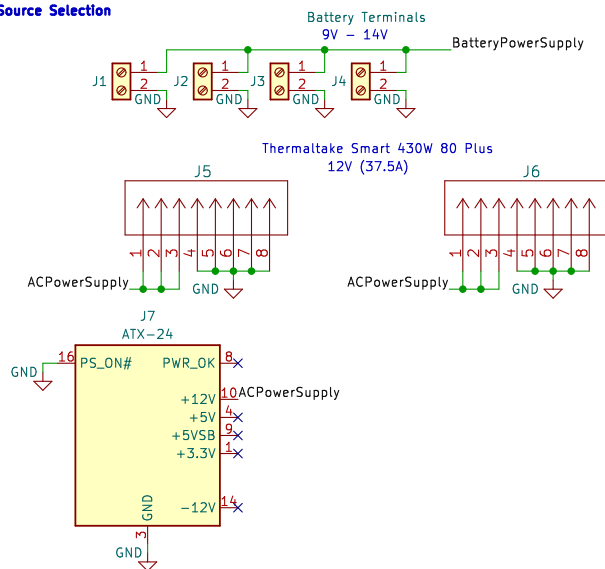 Source Selection
Battery Terminals
9V - 14V
BatteryPowerSupply
J1 1 2 GND
J2 1 2 GND
J3 1 2 GND
J4 1 2 GND
Thermaltake Smart 430W 80 Plus
12V (37.5A)
J5
1 2 3 4 5 6 7 8
ACPowerSupply
GND
J6
1 2 3 4 5 6 7 8
ACPowerSupply
GND
J7
ATX-24
16 PS_ON# PWR_OK 8
GND
+12V 10 ACPowerSupply
+5V 4
+5VSB 9
+3.3V 1
-12V 14
GND
3
GND